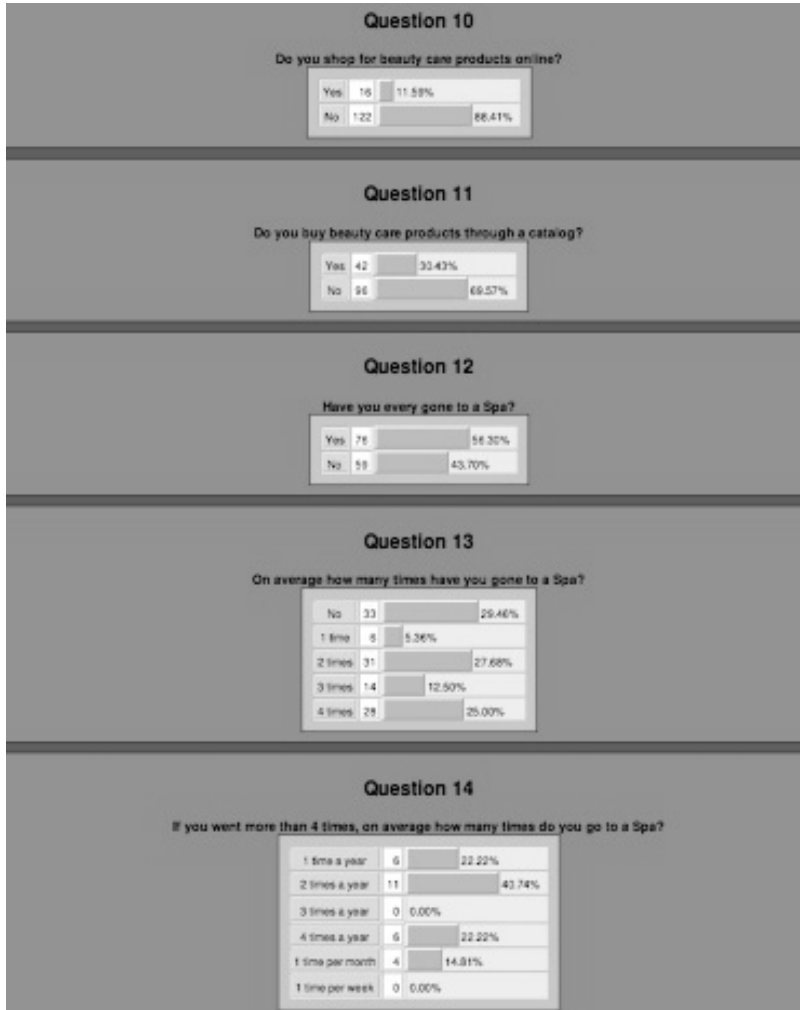 Question 10
Do you shop for beauty care products online?
Yes 16 11.59%
No 122 88.41%
Question 11
Do you buy beauty care products through a catalog?
Yes 42 30.43%
No 96 69.57%
Question 12
Have you every gone to a Spa?
Yes 76 56.30%
No 59 43.70%
Question 13
On average how many times have you gone to a Spa?
No 33 29.46%
1 time 6 5.36%
2 times 31 27.68%
3 times 14 12.50%
4 times 28 25.00%
Question 14
If you went more than 4 times, on average how many times do you go to a Spa?
1 time a year 6 22.22%
2 times a year 11 40.74%
3 times a year 0 0.00%
4 times a year 6 22.22%
1 time per month 4 14.81%
1 time per week 0 0.00%